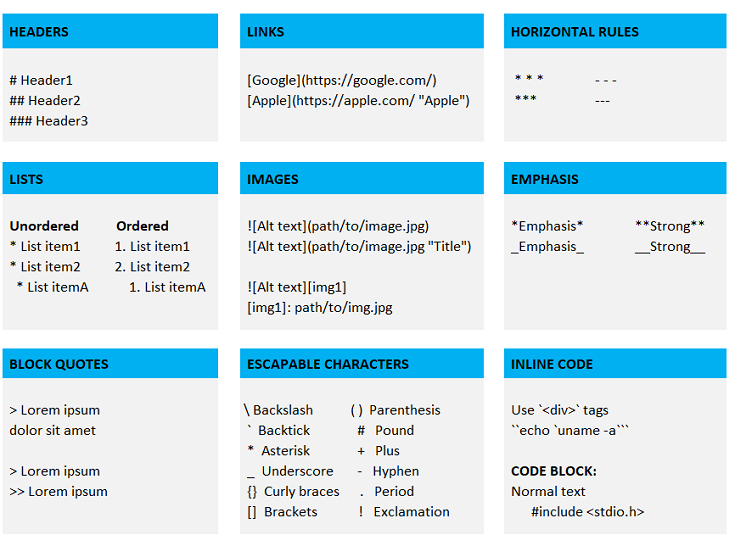 HEADERS
# Header1
## Header2
### Header3
LINKS
[Google](https://google.com/)
[Apple](https://apple.com/ "Apple")
HORIZONTAL RULES
* * * - - -
*** ---
LISTS
Unordered Ordered
* List item1 1. List item1
* List item2 2. List item2
* List itemA 1. List itemA
IMAGES
![Alt text](path/to/image.jpg)
![Alt text](path/to/image.jpg "Title")
![Alt text][img1]
[img1]: path/to/img.jpg
EMPHASIS
*Emphasis* **Strong**
_Emphasis_ __Strong__
BLOCK QUOTES
> Lorem ipsum
dolor sit amet
> Lorem ipsum
>> Lorem ipsum
ESCAPABLE CHARACTERS
\ Backslash ( ) Parenthesis
` Backtick # Pound
* Asterisk + Plus
_ Underscore - Hyphen
{} Curly braces . Period
[] Brackets ! Exclamation
INLINE CODE
Use `<div>` tags
``echo `uname -a```
CODE BLOCK:
Normal text
#include <stdio.h>